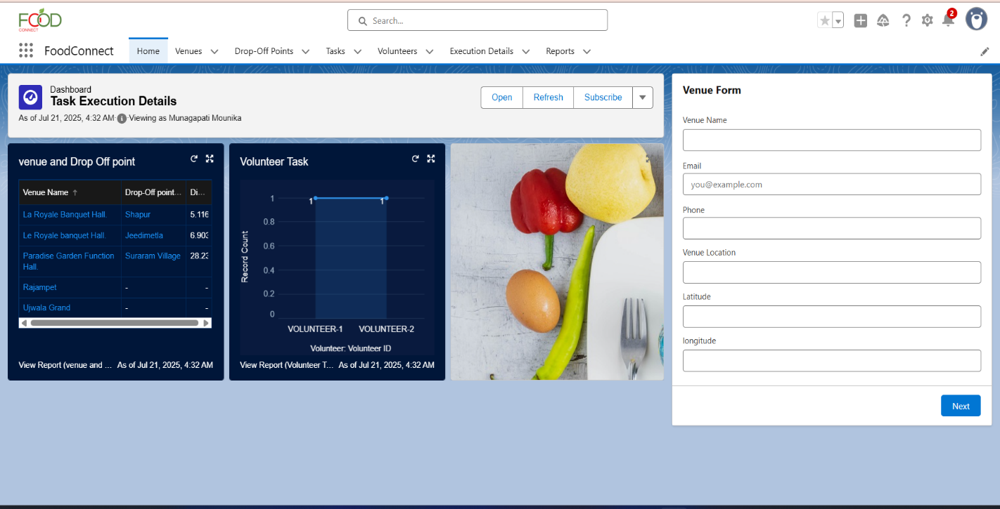 FOOD
CONNECT
Search...
2
FoodConnect
Home
Venues
Drop-Off Points
Tasks
Volunteers
Execution Details
Reports
Dashboard
Task Execution Details
As of Jul 21, 2025, 4:32 AM·Viewing as Munagapati Mounika
Open
Refresh
Subscribe
venue and Drop Off point
Venue Name ↑ Drop-Off point... Di...
La Royale Banquet Hall. Shapur 5.116
Le Royale banquet Hall. Jeedimetla 6.903
Paradise Garden Function Suraram Village 28.23
Hall.
Rajampet - -
Ujwala Grand - -
View Report (venue and ... As of Jul 21, 2025, 4:32 AM
Volunteer Task
1
0.8
0.6
0.4
0.2
0
Record Count
1 1
VOLUNTEER-1 VOLUNTEER-2
Volunteer: Volunteer ID
View Report (Volunteer T... As of Jul 21, 2025, 4:32 AM
Venue Form
Venue Name
Email
you@example.com
Phone
Venue Location
Latitude
longitude
Next